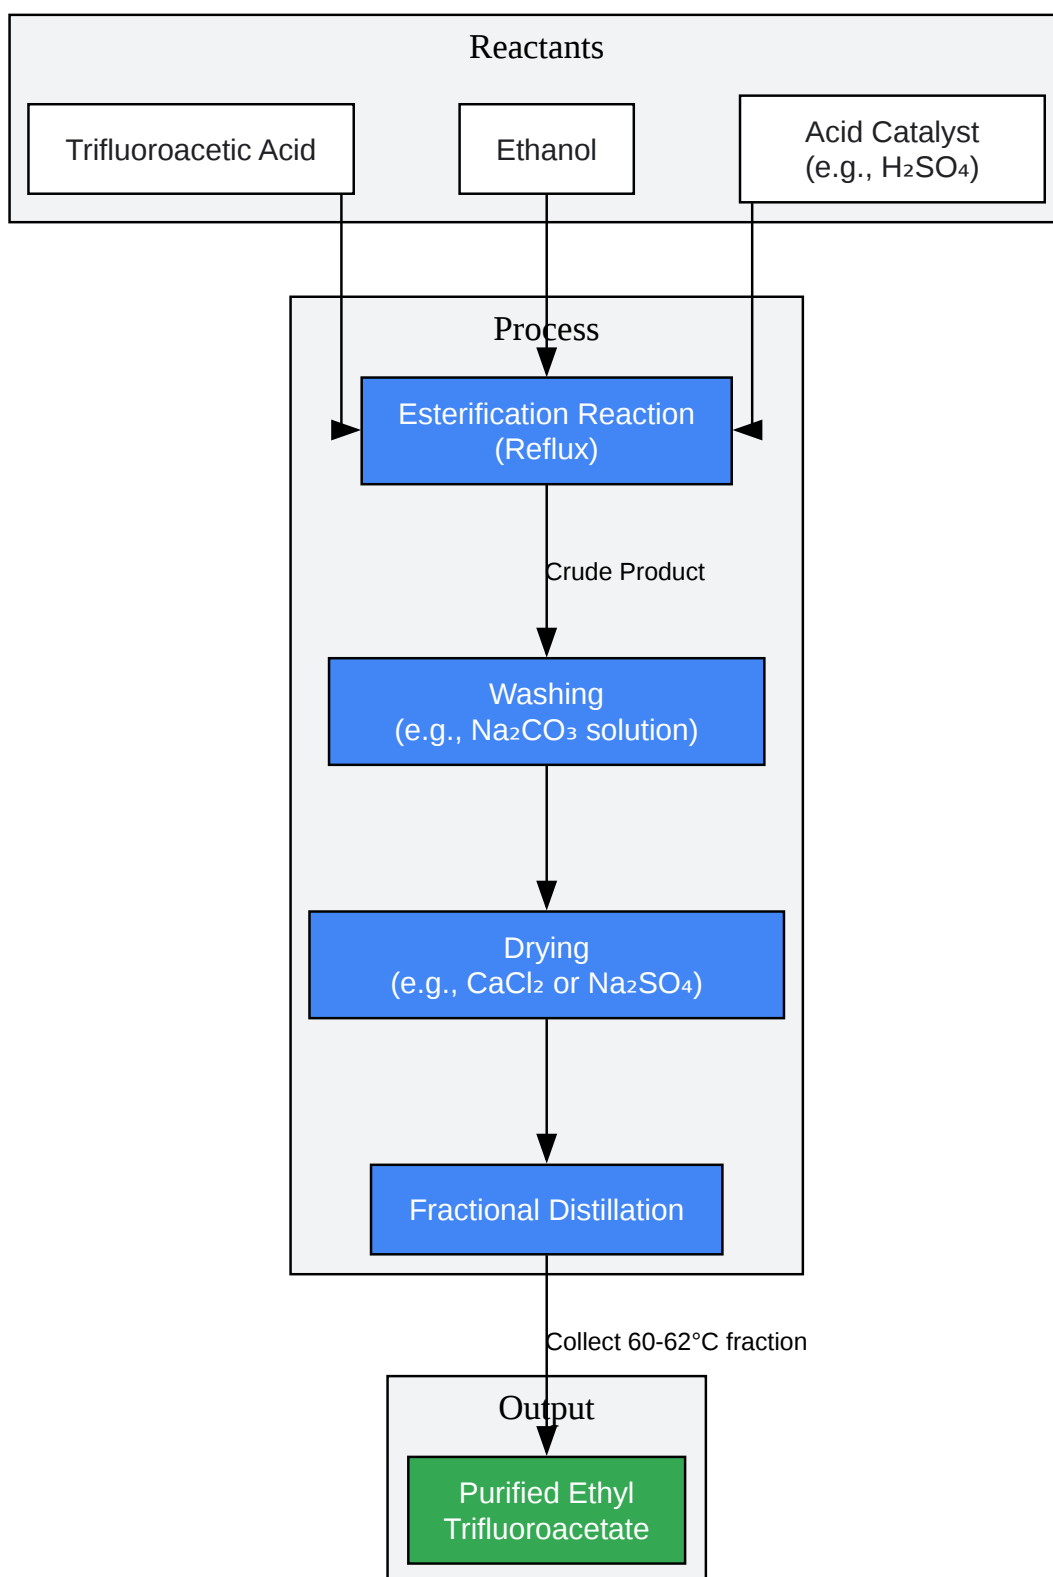 Reactants
Trifluoroacetic Acid
Ethanol
Acid Catalyst
(e.g., H₂SO₄)
Process
Esterification Reaction
(Reflux)
Crude Product
Washing
(e.g., Na₂CO₃ solution)
Drying
(e.g., CaCl₂ or Na₂SO₄)
Fractional Distillation
Collect 60-62°C fraction
Output
Purified Ethyl
Trifluoroacetate